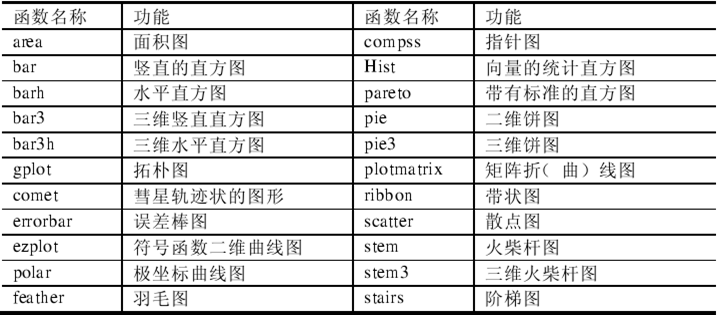 函数名称 功能 函数名称 功能
area 面积图 compss 指针图
bar 竖直的直方图 Hist 向量的统计直方图
barh 水平直方图 pareto 带有标准的直方图
bar3 三维竖直直方图 pie 二维饼图
bar3h 三维水平直方图 pie3 三维饼图
gplot 拓朴图 plotmatrix 矩阵折(曲)线图
comet 彗星轨迹状的图形 ribbon 带状图
errorbar 误差棒图 scatter 散点图
ezplot 符号函数二维曲线图 stem 火柴杆图
polar 极坐标曲线图 stem3 三维火柴杆图
feather 羽毛图 stairs 阶梯图